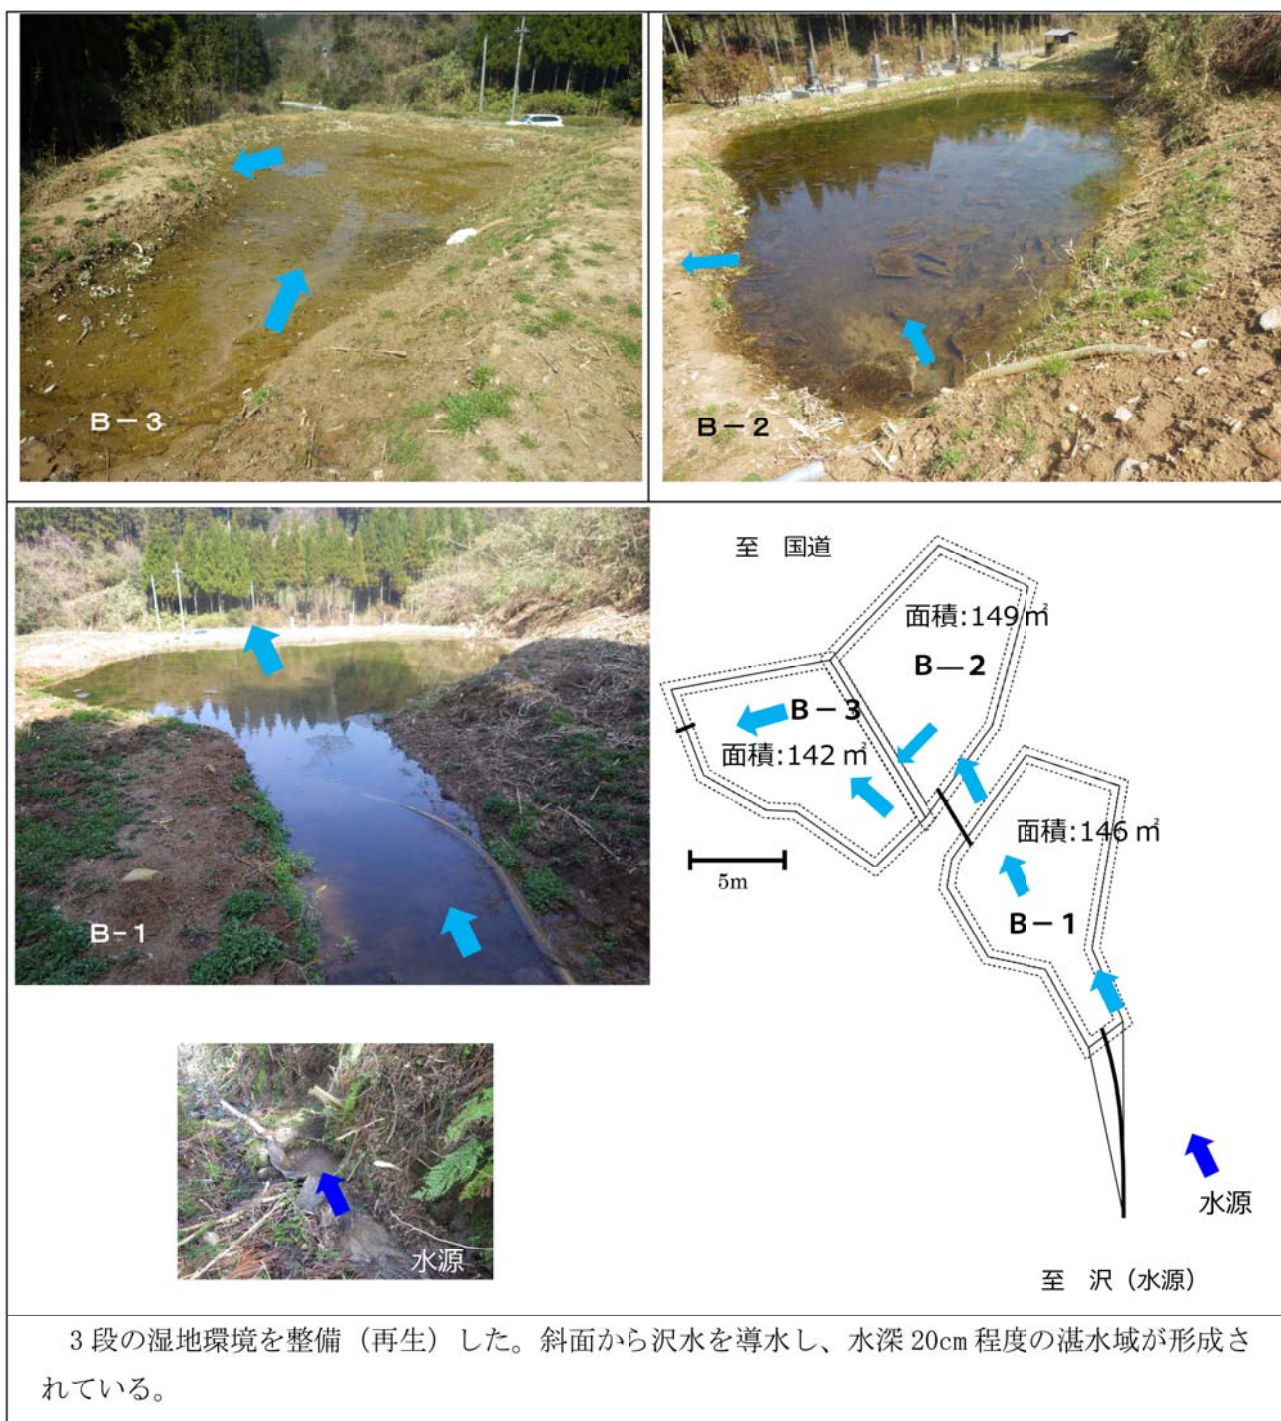 B－3
B－2
B-1
水源
至　国道
面積:149㎡
B―2
B－3
面積:142㎡
面積:146㎡
5m
B－1
水源
至　沢（水源）
3段の湿地環境を整備（再生）した。斜面から沢水を導水し、水深20cm程度の湛水域が形成さ
れている。